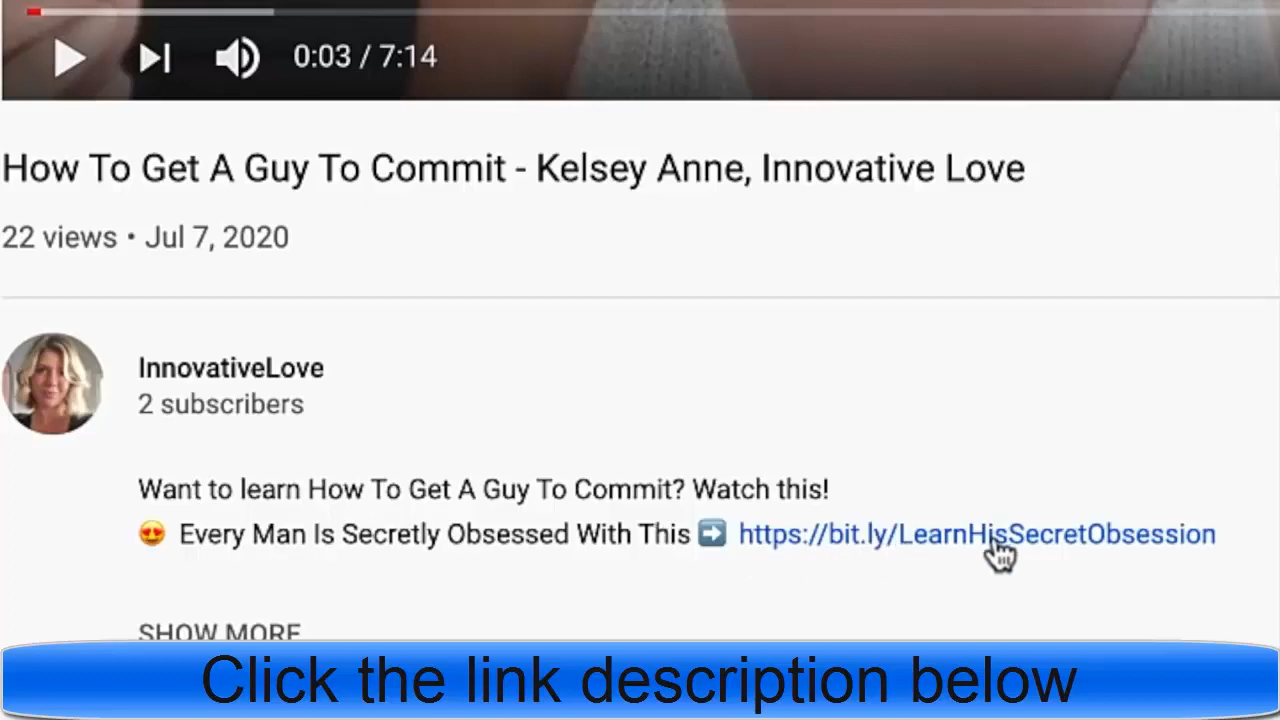 0:03 / 7:14
How To Get A Guy To Commit - Kelsey Anne, Innovative Love
22 views • Jul 7, 2020
InnovativeLove
2 subscribers
Want to learn How To Get A Guy To Commit? Watch this!
😍 Every Man Is Secretly Obsessed With This ➡️ https://bit.ly/LearnHisSecretObsession
SHOW MORE
Click the link description below